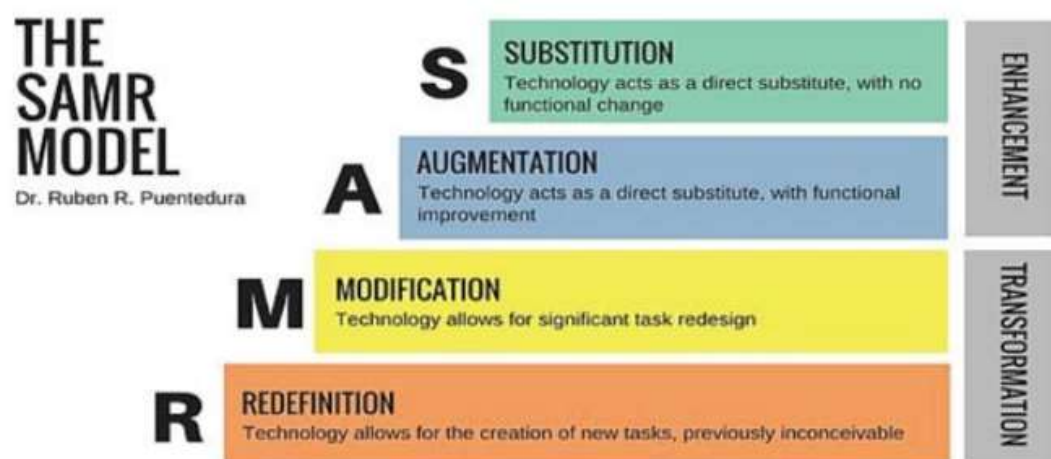 THE
SAMR
MODEL
Dr. Ruben R. Puentedura
S
SUBSTITUTION
Technology acts as a direct substitute, with no
functional change
A
AUGMENTATION
Technology acts as a direct substitute, with functional
improvement
ENHANCEMENT
M
MODIFICATION
Technology allows for significant task redesign
R
REDEFINITION
Technology allows for the creation of new tasks, previously inconceivable
TRANSFORMATION